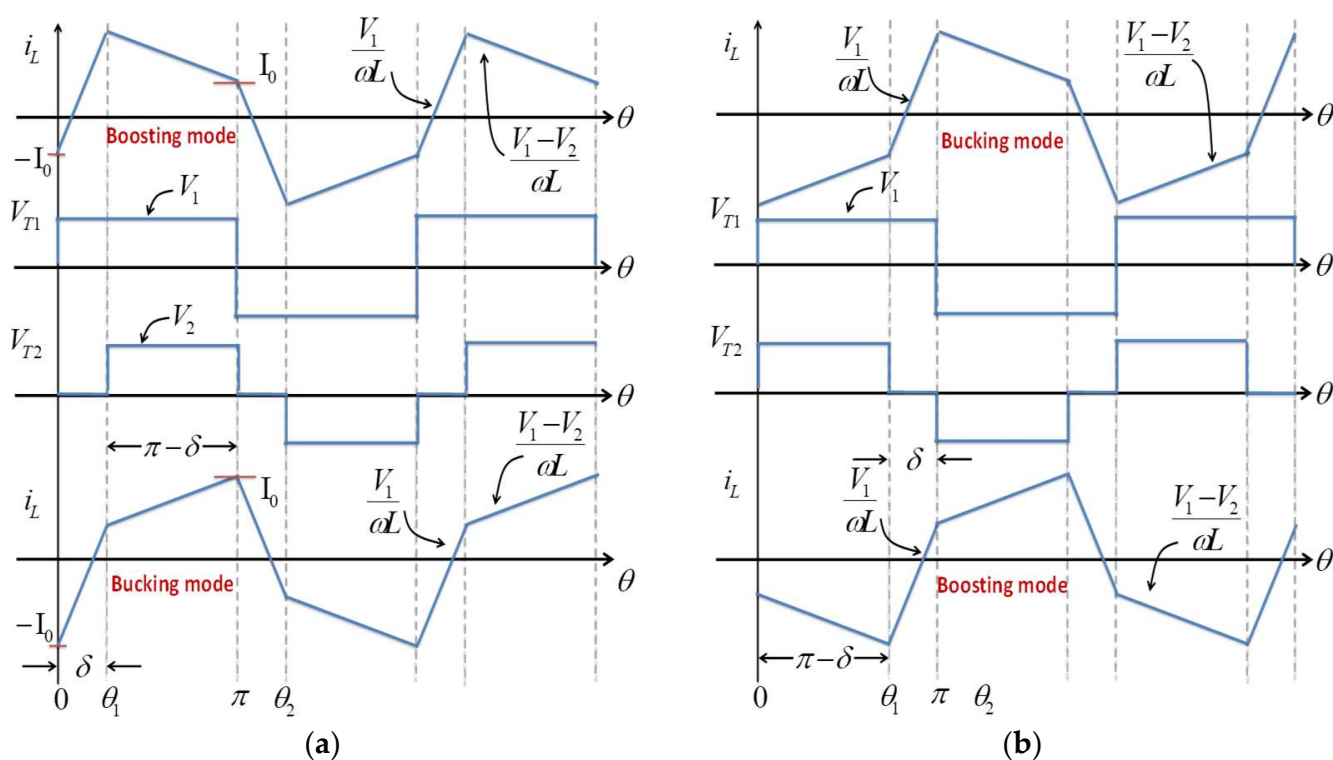 i_L
V_1/ωL
I_0
θ
Boosting mode
−I_0
V_1−V_2/ωL
V_1
V_T1
θ
V_2
V_T2
θ
π−δ
V_1−V_2/ωL
i_L
I_0
V_1/ωL
θ
Bucking mode
−I_0
δ
0 θ_1 π θ_2
(a)
i_L
V_1/ωL
V_1−V_2/ωL
θ
Bucking mode
V_1
V_T1
θ
V_T2
θ
δ
i_L
V_1/ωL
V_1−V_2/ωL
θ
Boosting mode
π−δ
0 θ_1 π θ_2
(b)